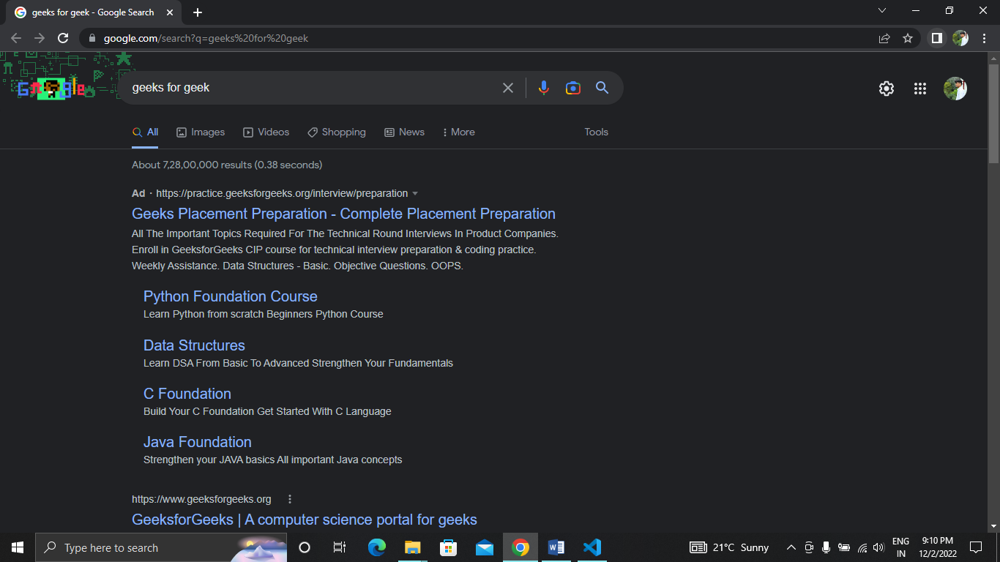 geeks for geek - Google Search
google.com/search?q=geeks%20for%20geek
Google
geeks for geek
All Images Videos Shopping News More Tools
About 7,28,00,000 results (0.38 seconds)
Ad · https://practice.geeksforgeeks.org/interview/preparation
Geeks Placement Preparation - Complete Placement Preparation
All The Important Topics Required For The Technical Round Interviews In Product Companies.
Enroll in GeeksforGeeks CIP course for technical interview preparation & coding practice.
Weekly Assistance. Data Structures - Basic. Objective Questions. OOPS.
Python Foundation Course
Learn Python from scratch Beginners Python Course
Data Structures
Learn DSA From Basic To Advanced Strengthen Your Fundamentals
C Foundation
Build Your C Foundation Get Started With C Language
Java Foundation
Strengthen your JAVA basics All important Java concepts
https://www.geeksforgeeks.org
GeeksforGeeks | A computer science portal for geeks
Type here to search
21°C Sunny
ENG
IN
9:10 PM
12/2/2022